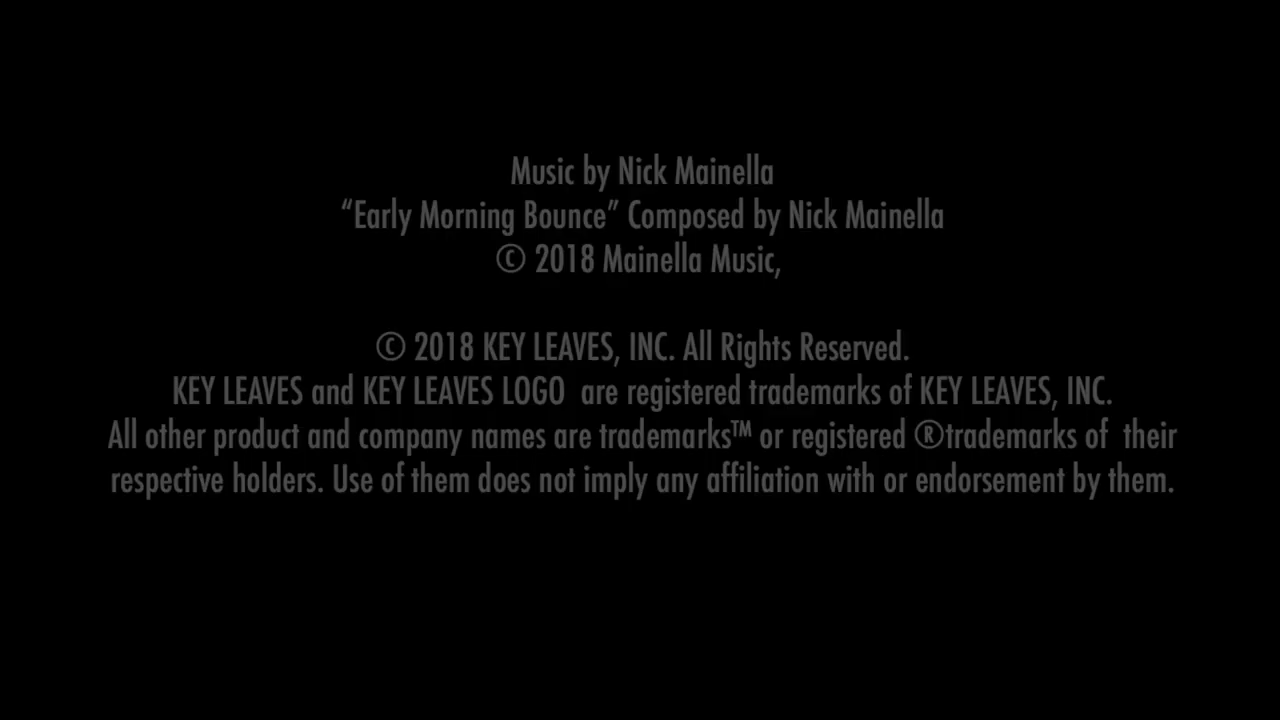 Music by Nick Mainella
“Early Morning Bounce” Composed by Nick Mainella
© 2018 Mainella Music,
© 2018 KEY LEAVES, INC. All Rights Reserved.
KEY LEAVES and KEY LEAVES LOGO  are registered trademarks of KEY LEAVES, INC.
All other product and company names are trademarks™ or registered ®trademarks of  their
respective holders. Use of them does not imply any affiliation with or endorsement by them.